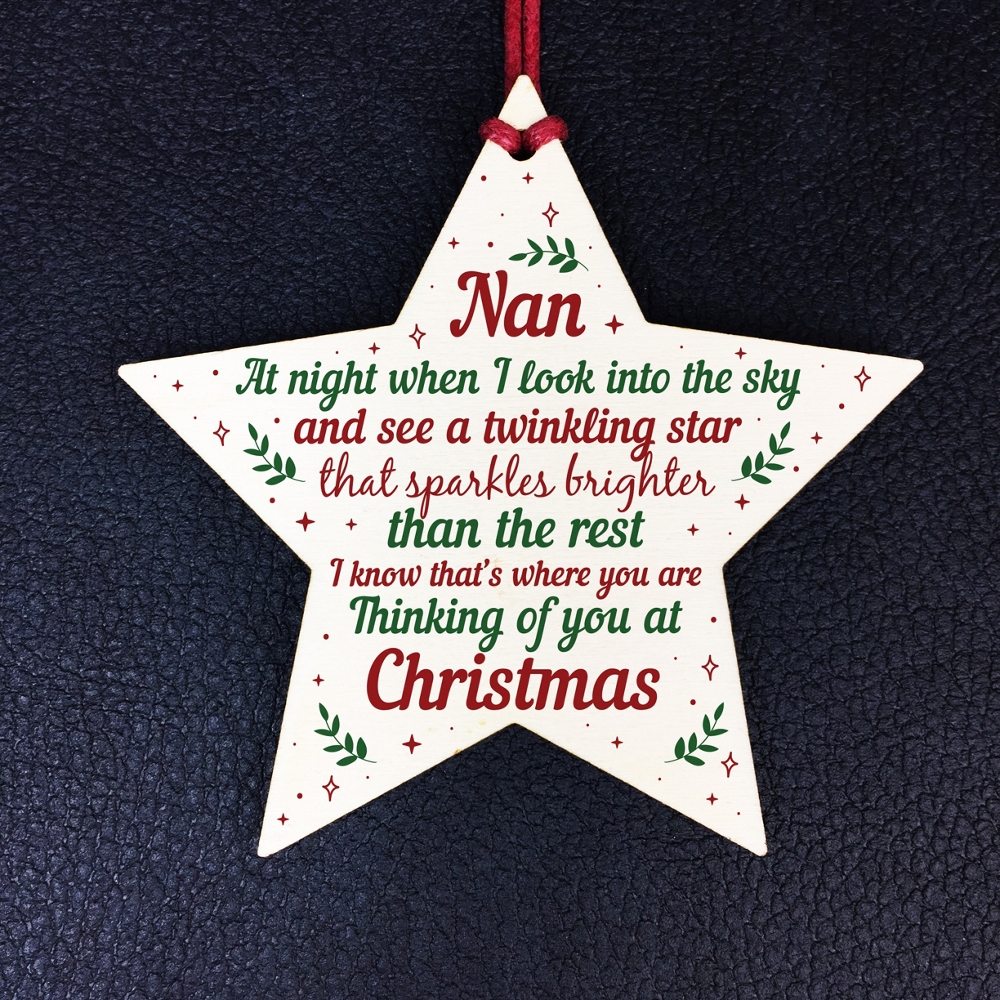 Nan
At night when I look into the sky
and see a twinkling star
that sparkles brighter
than the rest
I know that's where you are
Thinking of you at
Christmas